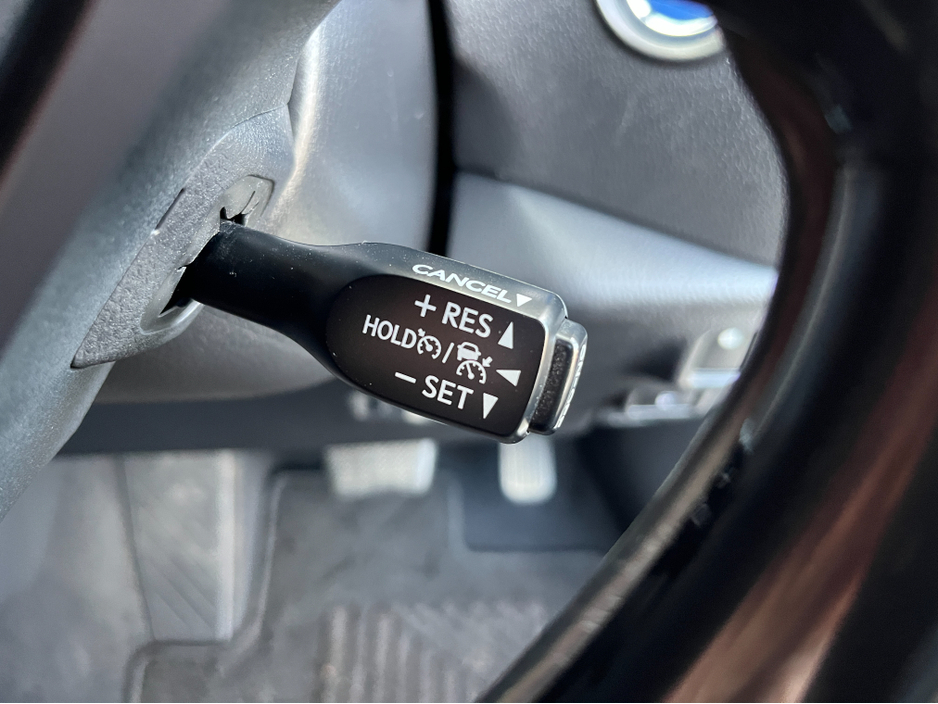 CANCEL▼
+ RES ▲
HOLD / ◀
− SET ▼